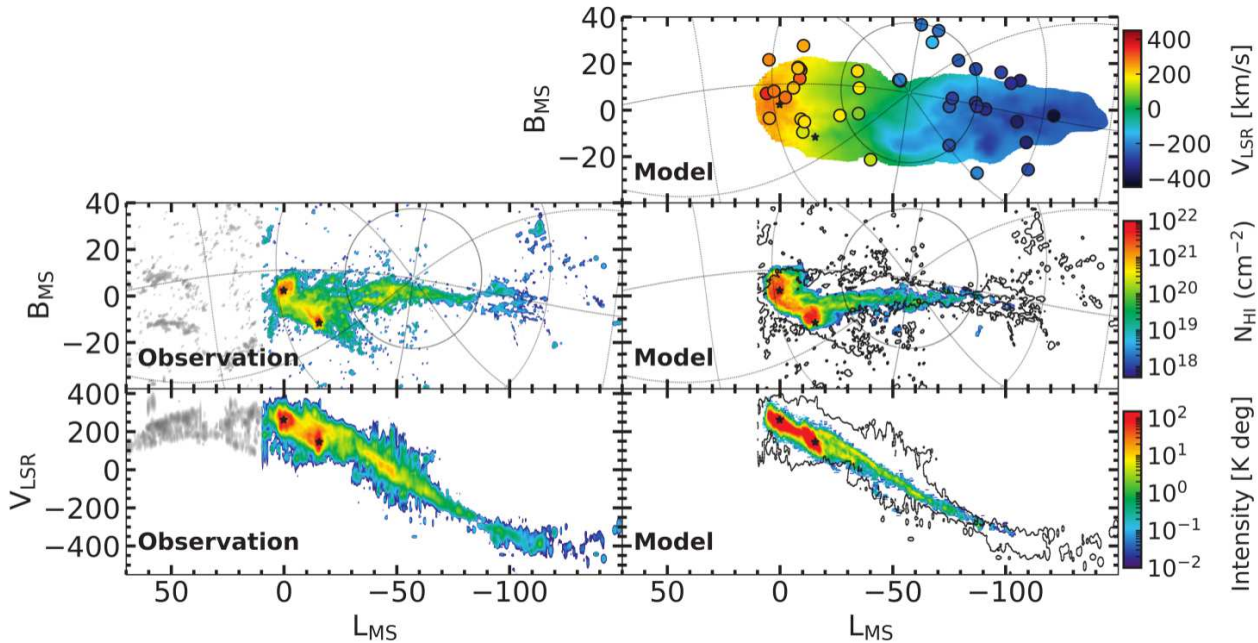 40
20
0
−20
B_MS
Model
400
200
0
−200
−400
V_LSR [km/s]
40
20
0
−20
B_MS
Observation
Model
10^22
10^21
10^20
10^19
10^18
N_HI (cm^−2)
400
200
0
−200
−400
V_LSR
Observation
Model
10^2
10^1
10^0
10^−1
10^−2
Intensity [K deg]
50 0 −50 −100
L_MS
50 0 −50 −100
L_MS